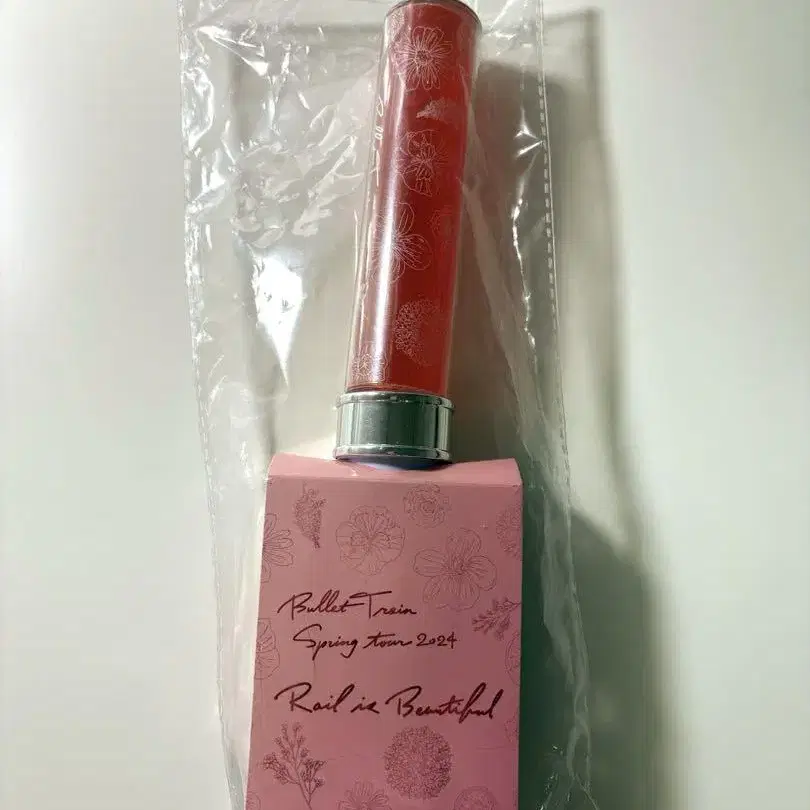 Bullet Train
Spring tour 2024
Rail is Beautiful